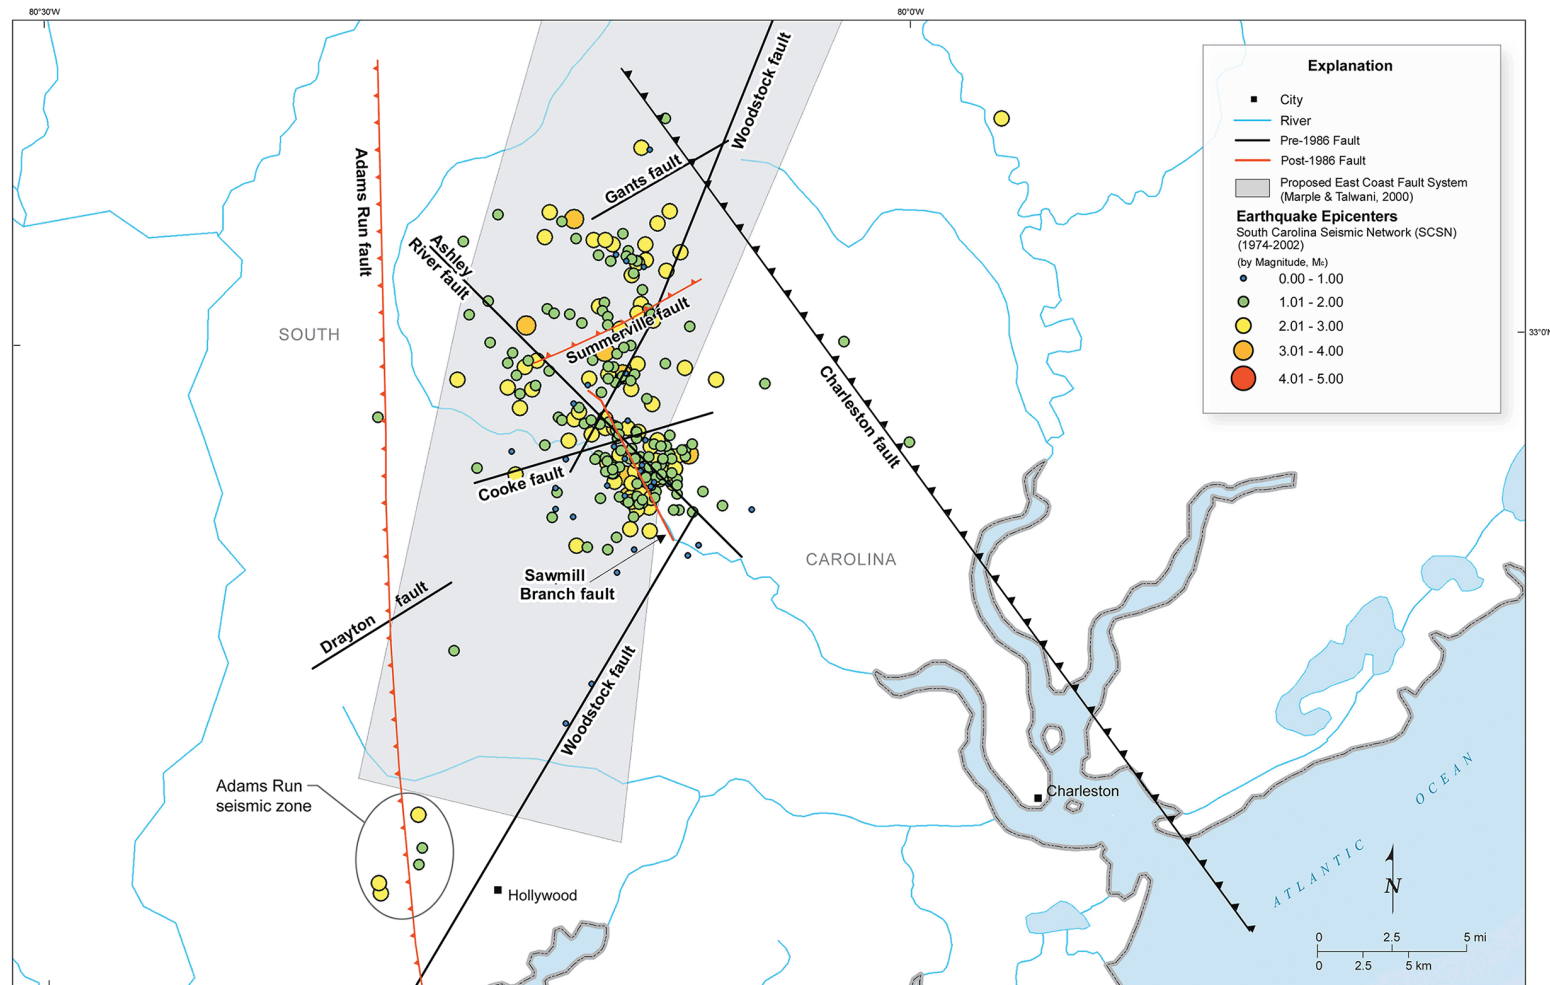 80°30'W
80°0'W
Explanation
City
River
Pre-1986 Fault
Post-1986 Fault
Proposed East Coast Fault System
(Marple & Talwani, 2000)
Earthquake Epicenters
South Carolina Seismic Network (SCSN)
(1974-2002)
(by Magnitude, Mc)
0.00 - 1.00
1.01 - 2.00
2.01 - 3.00
3.01 - 4.00
4.01 - 5.00
Woodstock fault
Gants fault
Adams Run fault
Ashley
River fault
SOUTH
Summerville fault
33°0'N
Charleston fault
Cooke fault
CAROLINA
Sawmill
Branch fault
Drayton fault
Woodstock fault
Adams Run
seismic zone
Charleston
Hollywood
ATLANTIC OCEAN
N
0 2.5 5 mi
0 2.5 5 km